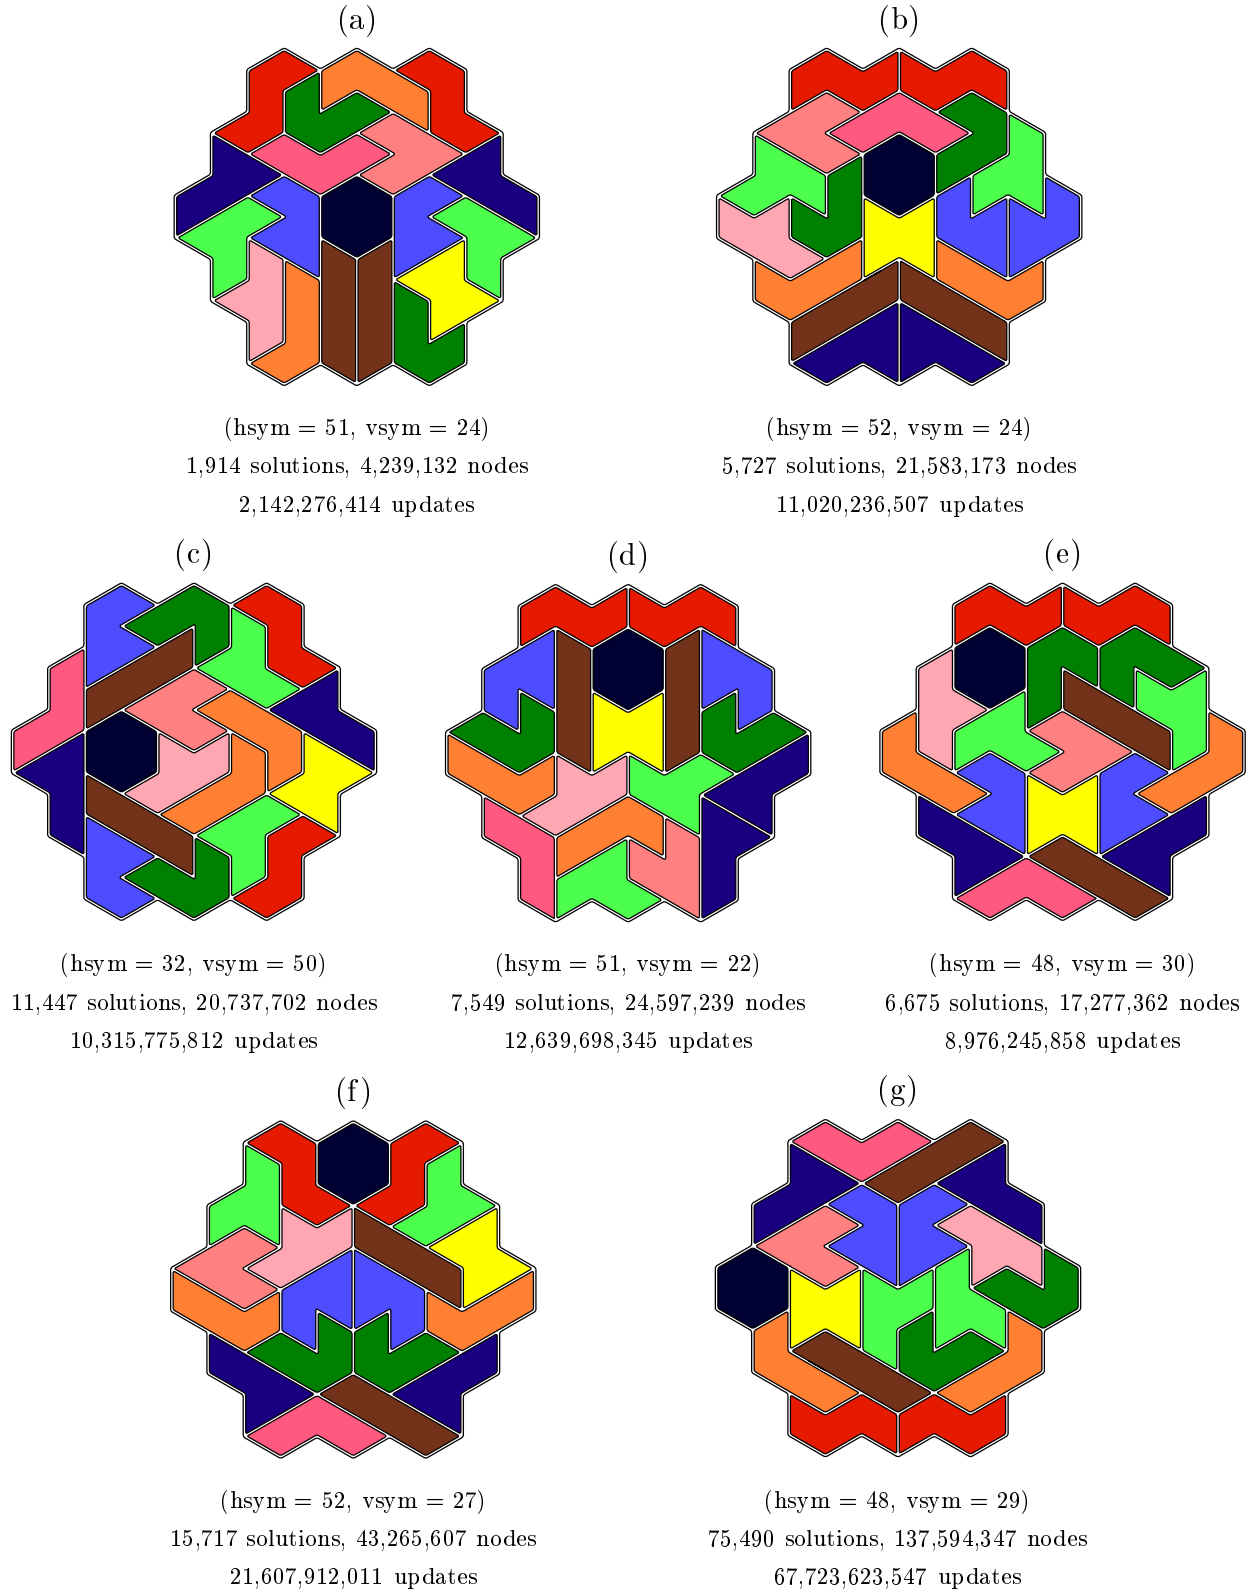 (a)
(b)
(hsym = 51, vsym = 24)
1,914 solutions, 4,239,132 nodes
2,142,276,414 updates
(hsym = 52, vsym = 24)
5,727 solutions, 21,583,173 nodes
11,020,236,507 updates
(c)
(d)
(e)
(hsym = 32, vsym = 50)
11,447 solutions, 20,737,702 nodes
10,315,775,812 updates
(hsym = 51, vsym = 22)
7,549 solutions, 24,597,239 nodes
12,639,698,345 updates
(hsym = 48, vsym = 30)
6,675 solutions, 17,277,362 nodes
8,976,245,858 updates
(f)
(g)
(hsym = 52, vsym = 27)
15,717 solutions, 43,265,607 nodes
21,607,912,011 updates
(hsym = 48, vsym = 29)
75,490 solutions, 137,594,347 nodes
67,723,623,547 updates